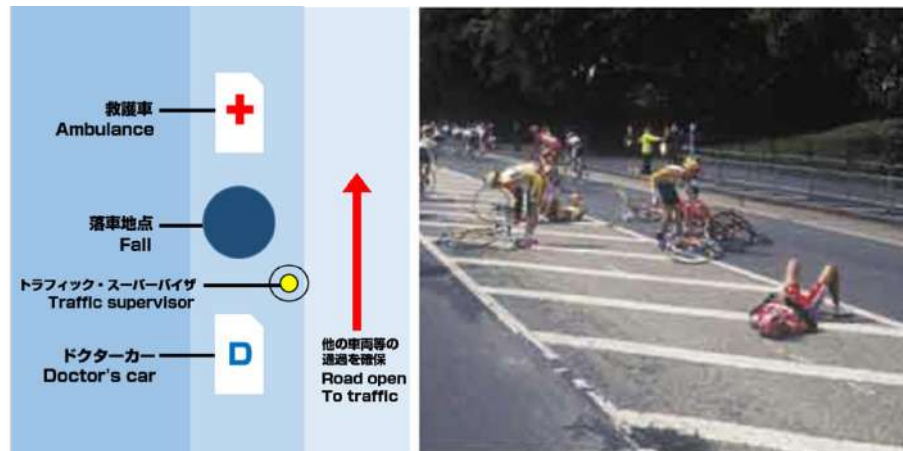 救護車
Ambulance
落車地点
Fall
トラフィック・スーパーバイザ
Traffic supervisor
ドクターカー
Doctor's car
D
他の車両等の
通過を確保
Road open
To traffic